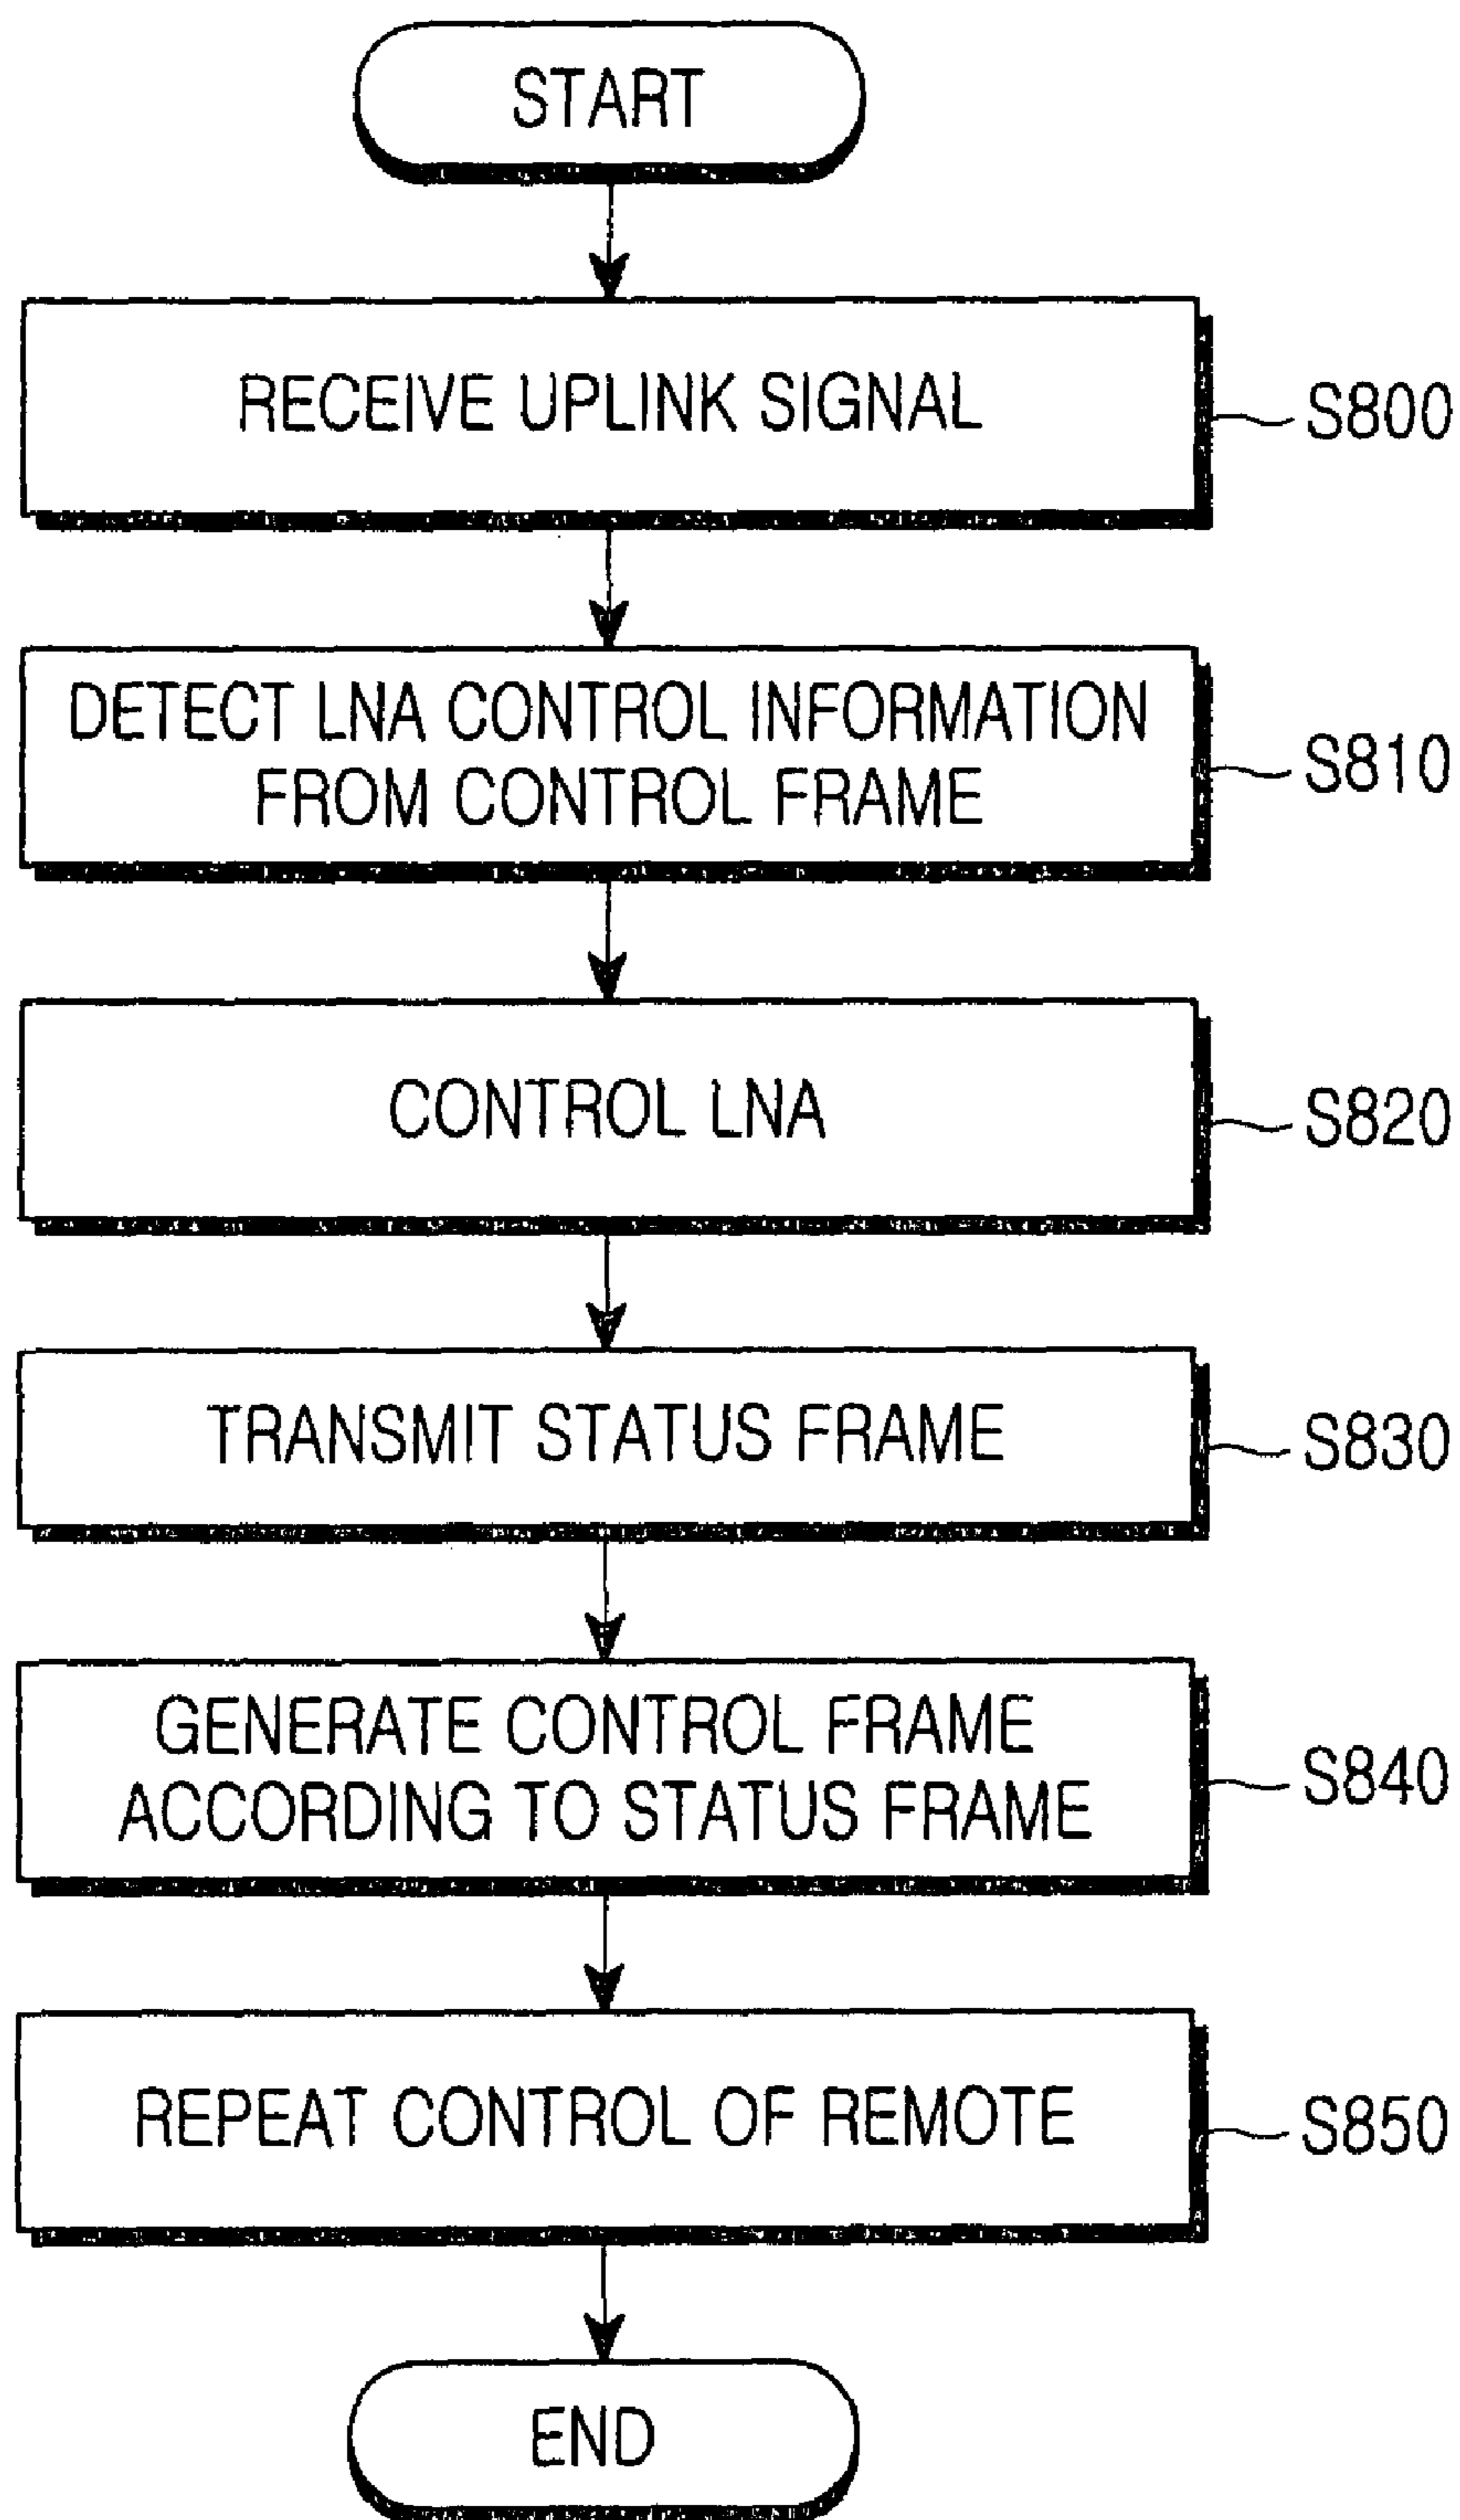 START
RECEIVE UPLINK SIGNAL
S800
DETECT LNA CONTROL INFORMATION
FROM CONTROL FRAME
S810
CONTROL LNA
S820
TRANSMIT STATUS FRAME
S830
GENERATE CONTROL FRAME
ACCORDING TO STATUS FRAME
S840
REPEAT CONTROL OF REMOTE
S850
END